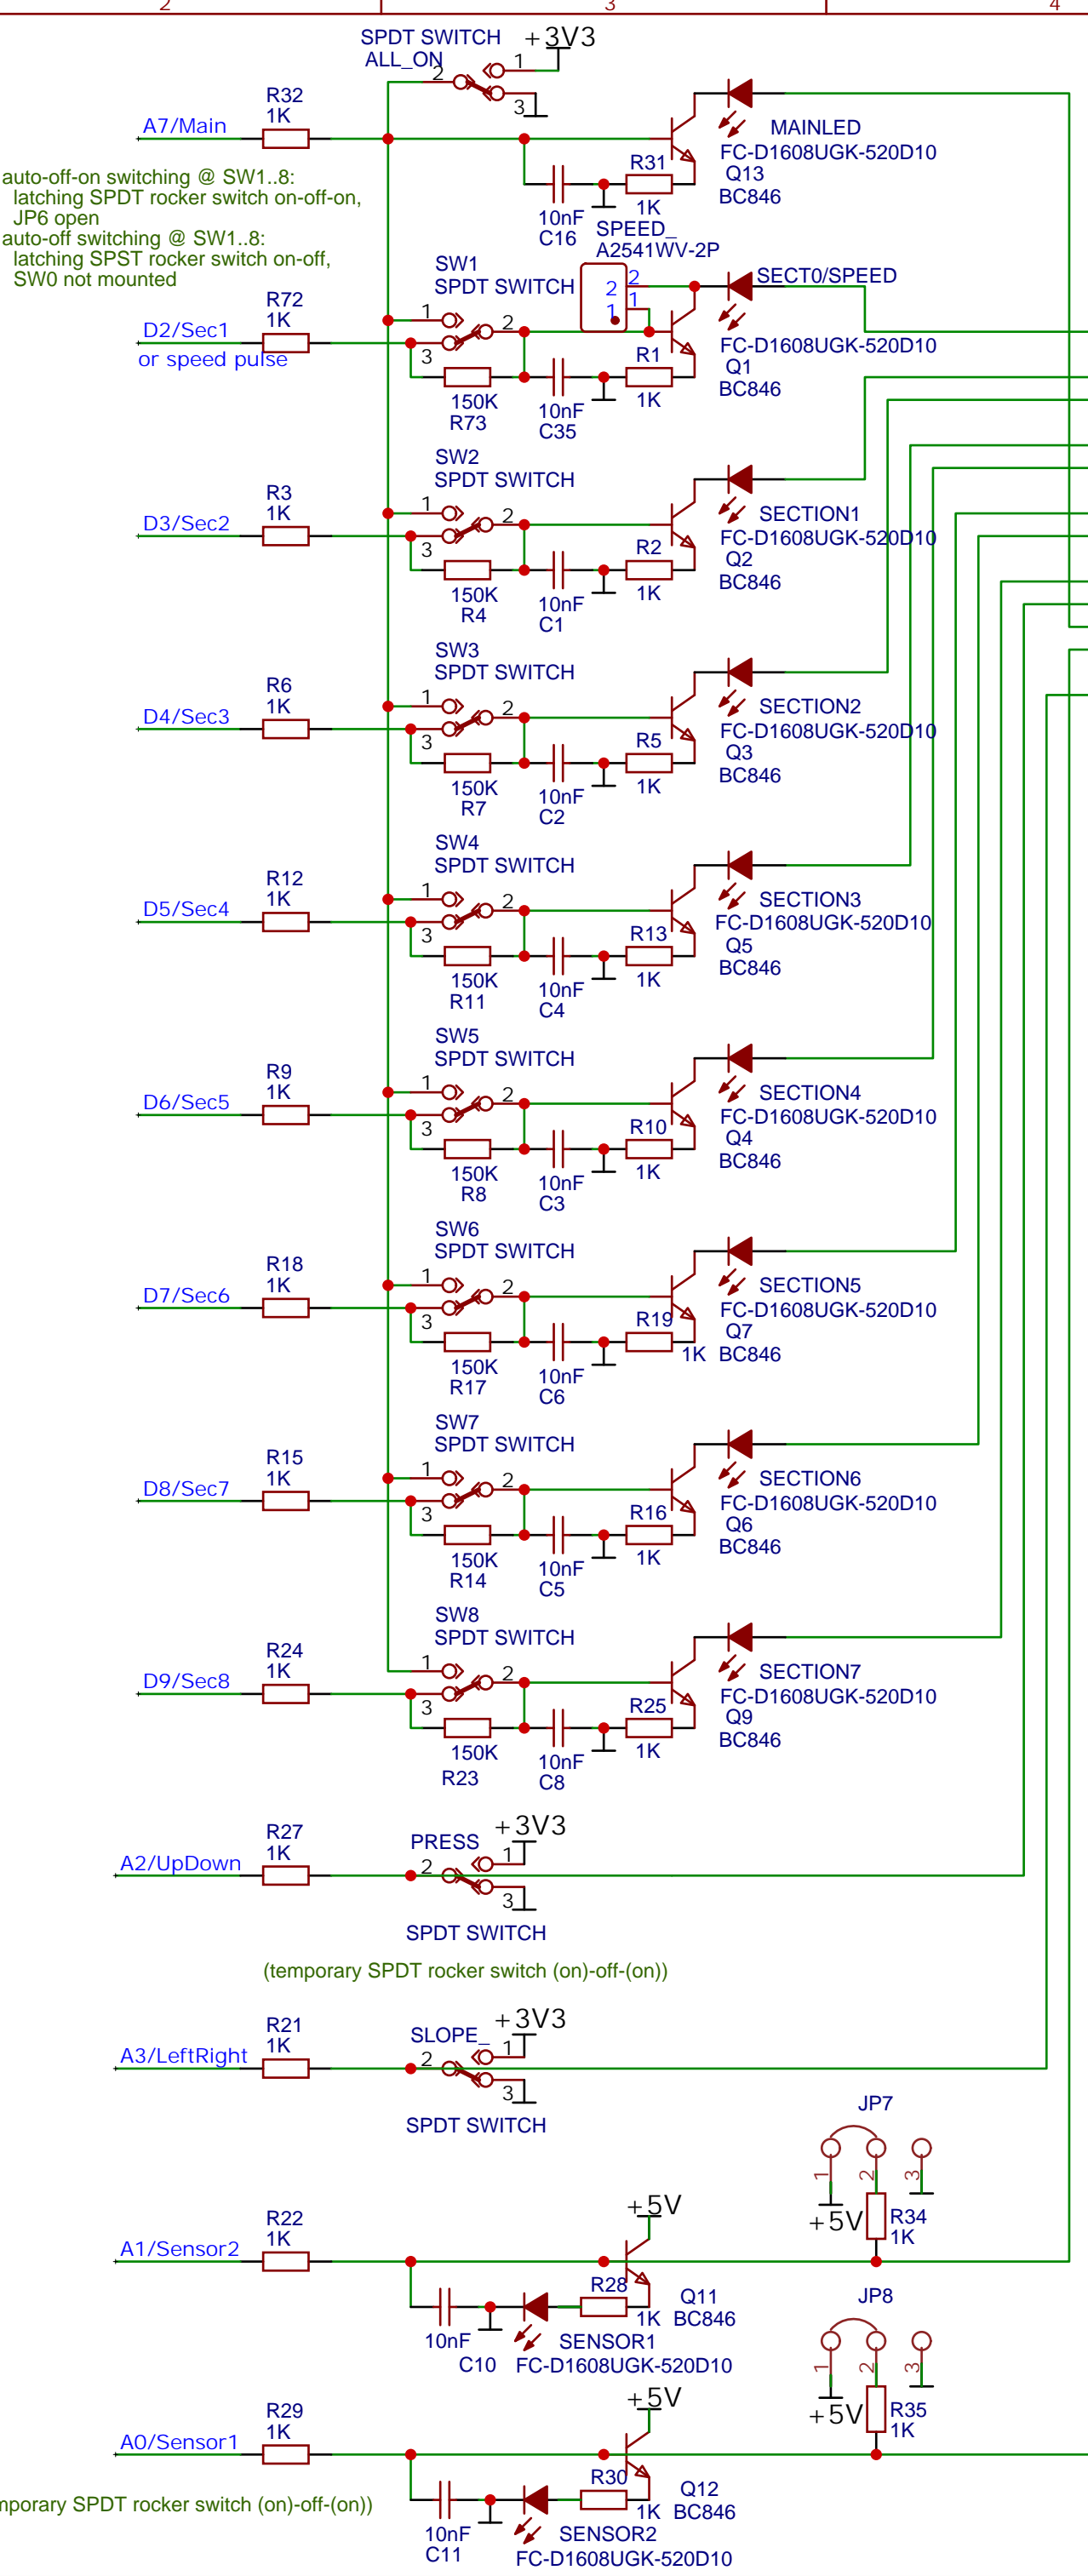 2
3
4
SPDT SWITCH
ALL_ON
+3V3
2
1
3
R32
1K
A7/Main
MAINLED
FC-D1608UGK-520D10
Q13
BC846
R31
1K
10nF
C16
auto-off-on switching @ SW1..8:
latching SPDT rocker switch on-off-on,
JP6 open
auto-off switching @ SW1..8:
latching SPST rocker switch on-off,
SW0 not mounted
SPEED_
A2541WV-2P
2
1
2
1
SW1
SPDT SWITCH
R72
1K
D2/Sec1
or speed pulse
1
2
3
150K
R73
10nF
C35
R1
1K
SECT0/SPEED
FC-D1608UGK-520D10
Q1
BC846
SW2
SPDT SWITCH
R3
1K
D3/Sec2
1
2
3
150K
R4
10nF
C1
R2
1K
SECTION1
FC-D1608UGK-520D10
Q2
BC846
SW3
SPDT SWITCH
R6
1K
D4/Sec3
1
2
3
150K
R7
10nF
C2
R5
1K
SECTION2
FC-D1608UGK-520D10
Q3
BC846
SW4
SPDT SWITCH
R12
1K
D5/Sec4
1
2
3
150K
R11
10nF
C4
R13
1K
SECTION3
FC-D1608UGK-520D10
Q5
BC846
SW5
SPDT SWITCH
R9
1K
D6/Sec5
1
2
3
150K
R8
10nF
C3
R10
1K
SECTION4
FC-D1608UGK-520D10
Q4
BC846
SW6
SPDT SWITCH
R18
1K
D7/Sec6
1
2
3
150K
R17
10nF
C6
R19
1K
SECTION5
FC-D1608UGK-520D10
Q7
BC846
SW7
SPDT SWITCH
R15
1K
D8/Sec7
1
2
3
150K
R14
10nF
C5
R16
1K
SECTION6
FC-D1608UGK-520D10
Q6
BC846
SW8
SPDT SWITCH
R24
1K
D9/Sec8
1
2
3
150K
R23
10nF
C8
R25
1K
SECTION7
FC-D1608UGK-520D10
Q9
BC846
R27
1K
A2/UpDown
PRESS
+3V3
2
1
3
SPDT SWITCH
(temporary SPDT rocker switch (on)-off-(on))
R21
1K
A3/LeftRight
SLOPE_
+3V3
2
1
3
SPDT SWITCH
JP7
1
2
3
+5V
R34
1K
R22
1K
A1/Sensor2
+5V
R28
1K
Q11
BC846
10nF
C10
SENSOR1
FC-D1608UGK-520D10
JP8
1
2
3
+5V
R35
1K
R29
1K
A0/Sensor1
+5V
R30
1K
Q12
BC846
10nF
C11
SENSOR2
FC-D1608UGK-520D10
mporary SPDT rocker switch (on)-off-(on))